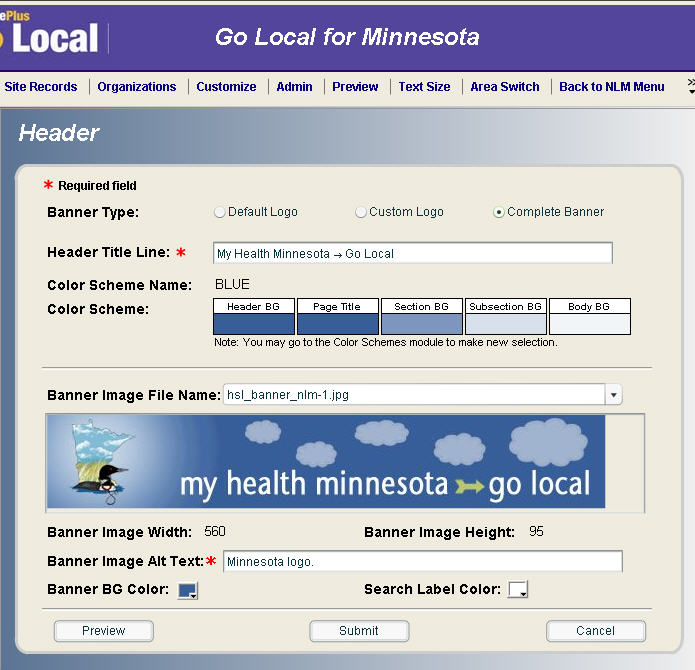 ePlus
Local
Go Local for Minnesota
Site Records Organizations Customize Admin Preview Text Size Area Switch Back to NLM Menu
Header
* Required field
Banner Type: Default Logo Custom Logo Complete Banner
Header Title Line: * My Health Minnesota → Go Local
Color Scheme Name: BLUE
Color Scheme: Header BG Page Title Section BG Subsection BG Body BG
Note: You may go to the Color Schemes module to make new selection.
Banner Image File Name: hsl_banner_nlm-1.jpg
my health minnesota go local
Banner Image Width: 560 Banner Image Height: 95
Banner Image Alt Text:* Minnesota logo.
Banner BG Color: Search Label Color:
Preview Submit Cancel